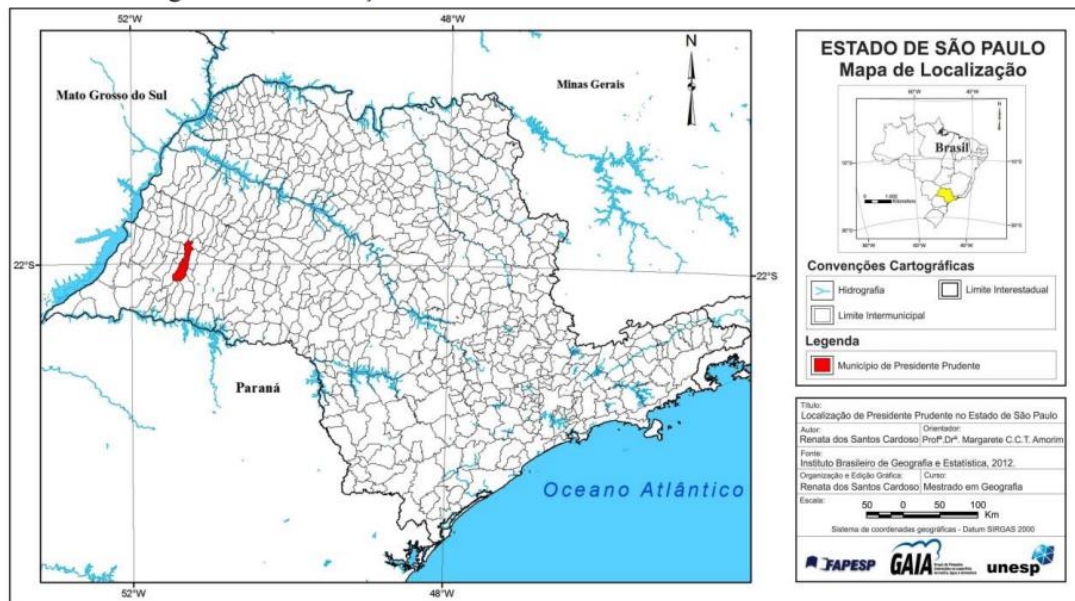 52°W
48°W
N
Mato Grosso do Sul
Minas Gerais
22°S
22°S
Paraná
Oceano Atlântico
52°W
48°W
ESTADO DE SÃO PAULO
Mapa de Localização
Brasil
Convenções Cartográficas
Hidrografia
Limite Interestadual
Limite Intermunicipal
Legenda
Município de Presidente Prudente
Título:
Localização de Presidente Prudente no Estado de São Paulo
Autor:
Renata dos Santos Cardoso
Orientador:
Profª.Drª. Margarete C.C.T. Amorim
Fonte:
Instituto Brasileiro de Geografia e Estatística, 2012.
Organização e Edição Gráfica:
Renata dos Santos Cardoso
Curso:
Mestrado em Geografia
Escala:
50 0 50 100
Km
Sistema de coordenadas geográficas - Datum SIRGAS 2000
FAPESP
GAIA
unesp